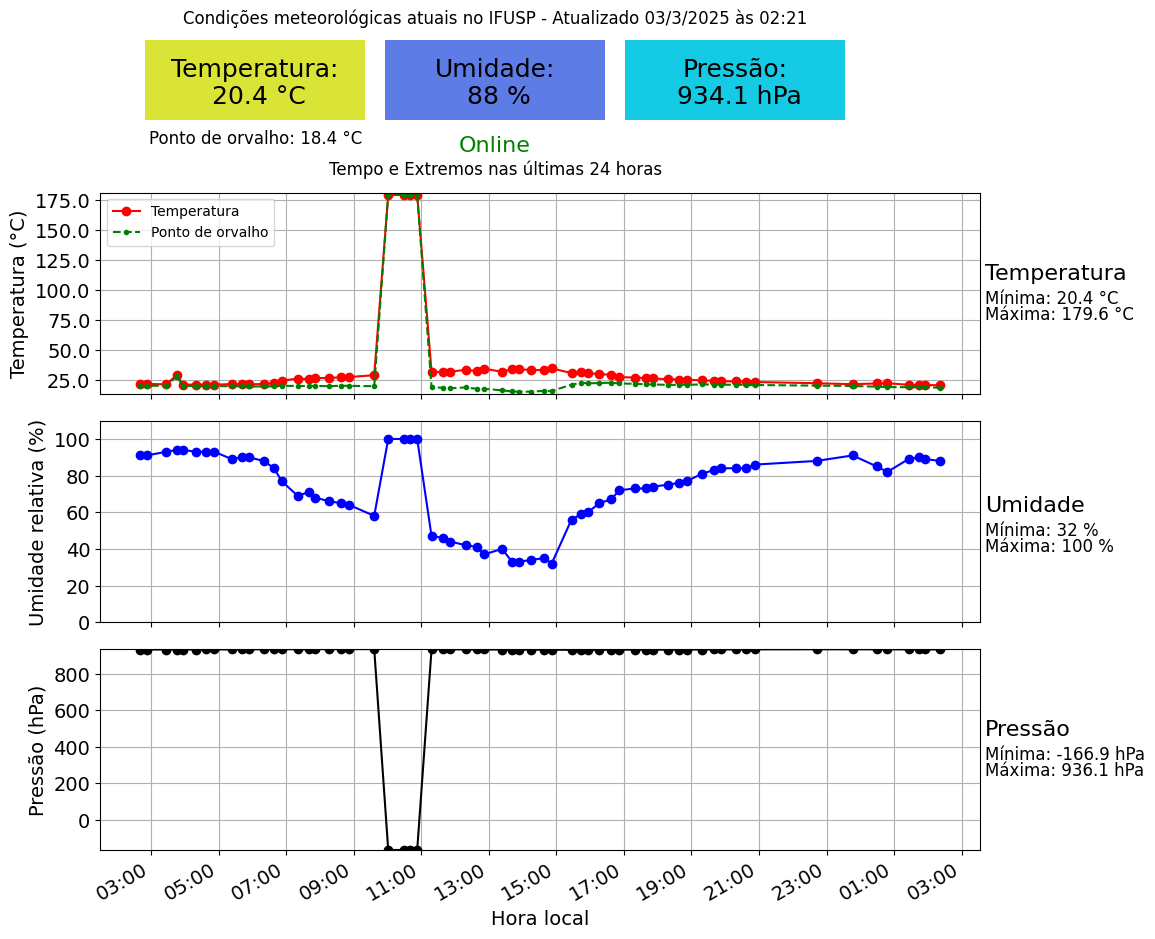 Condições meteorológicas atuais no IFUSP - Atualizado 03/3/2025 às 02:21
Temperatura:
20.4 °C
Umidade:
88 %
Pressão:
934.1 hPa
Ponto de orvalho: 18.4 °C
Online
Tempo e Extremos nas últimas 24 horas
Temperatura (°C)
175.0
150.0
125.0
100.0
75.0
50.0
25.0
Temperatura
Ponto de orvalho
Temperatura
Mínima: 20.4 °C
Máxima: 179.6 °C
Umidade relativa (%)
100
80
60
40
20
0
Umidade
Mínima: 32 %
Máxima: 100 %
Pressão (hPa)
800
600
400
200
0
Pressão
Mínima: -166.9 hPa
Máxima: 936.1 hPa
03:00 05:00 07:00 09:00 11:00 13:00 15:00 17:00 19:00 21:00 23:00 01:00 03:00
Hora local